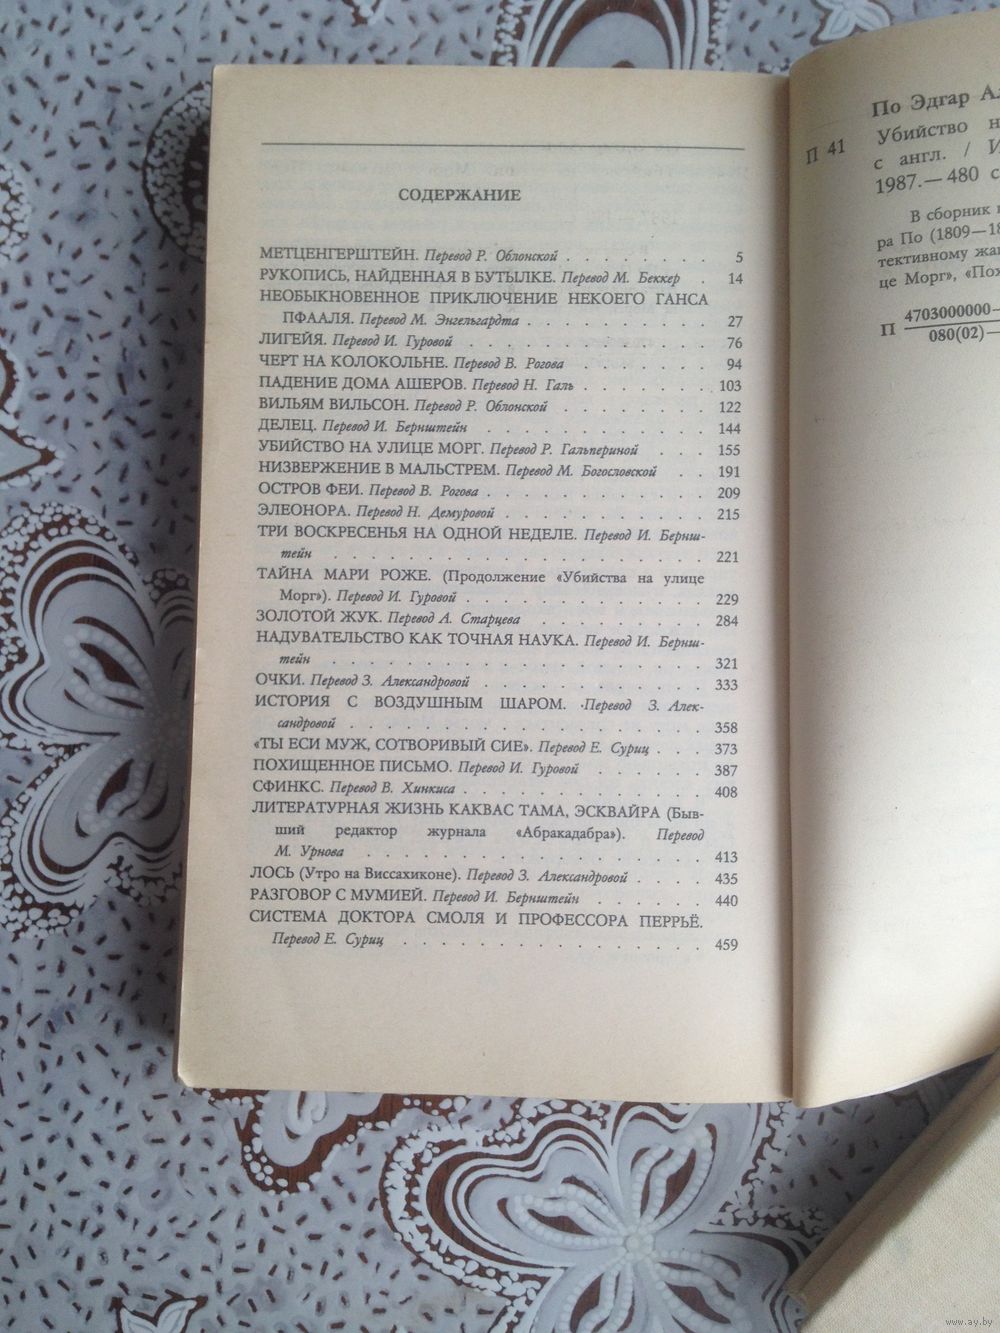 СОДЕРЖАНИЕ
МЕТЦЕНГЕРШТЕЙН. Перевод Р. Облонской . . . . . . . . 5
РУКОПИСЬ, НАЙДЕННАЯ В БУТЫЛКЕ. Перевод М. Беккер . 14
НЕОБЫКНОВЕННОЕ ПРИКЛЮЧЕНИЕ НЕКОЕГО ГАНСА
ПФААЛЯ. Перевод М. Энгельгардта . . . . . . . . . 27
ЛИГЕЙЯ. Перевод И. Гуровой . . . . . . . . . . . . 76
ЧЕРТ НА КОЛОКОЛЬНЕ. Перевод В. Рогова . . . . . . . 94
ПАДЕНИЕ ДОМА АШЕРОВ. Перевод Н. Галь . . . . . . . 103
ВИЛЬЯМ ВИЛЬСОН. Перевод Р. Облонской . . . . . . . . 122
ДЕЛЕЦ. Перевод И. Бернштейн . . . . . . . . . . . 144
УБИЙСТВО НА УЛИЦЕ МОРГ. Перевод Р. Гальпериной . . . 155
НИЗВЕРЖЕНИЕ В МАЛЬСТРЕМ. Перевод М. Богословской . . 191
ОСТРОВ ФЕИ. Перевод В. Рогова . . . . . . . . . . . 209
ЭЛЕОНОРА. Перевод Н. Демуровой . . . . . . . . . . 215
ТРИ ВОСКРЕСЕНЬЯ НА ОДНОЙ НЕДЕЛЕ. Перевод И. Бернш-
тейн . . . . . . . . . . . . . . . . . 221
ТАЙНА МАРИ РОЖЕ. (Продолжение «Убийства на улице
Морг»). Перевод И. Гуровой . . . . . . . . . . . . 229
ЗОЛОТОЙ ЖУК. Перевод А. Старцева . . . . . . . . . 284
НАДУВАТЕЛЬСТВО КАК ТОЧНАЯ НАУКА. Перевод И. Бернш-
тейн . . . . . . . . . . . . . . . . . 321
ОЧКИ. Перевод З. Александровой . . . . . . . . . . 333
ИСТОРИЯ С ВОЗДУШНЫМ ШАРОМ. Перевод З. Алек-
сандровой . . . . . . . . . . . . . . . . 358
«ТЫ ЕСИ МУЖ, СОТВОРИВЫЙ СИЕ». Перевод Е. Суриц . . . 373
ПОХИЩЕННОЕ ПИСЬМО. Перевод И. Гуровой . . . . . . 387
СФИНКС. Перевод В. Хинкиса . . . . . . . . . . . . 408
ЛИТЕРАТУРНАЯ ЖИЗНЬ КАКВАС ТАМА, ЭСКВАЙРА (Быв-
ший редактор журнала «Абракадабра»). Перевод
М. Урнова . . . . . . . . . . . . . . . 413
ЛОСЬ (Утро на Виссахиконе). Перевод З. Александровой . . . . 435
РАЗГОВОР С МУМИЕЙ. Перевод И. Бернштейн . . . . . . 440
СИСТЕМА ДОКТОРА СМОЛЯ И ПРОФЕССОРА ПЕРРЬЁ.
Перевод Е. Суриц . . . . . . . . . . . . . 459
По Эдгар
П 41
Убийство
с англ. /
1987.—480 с
В сборник
ра По (1809—18
тективному
це Морг»,
П 4703000000—
080(02)—
www.ay.by